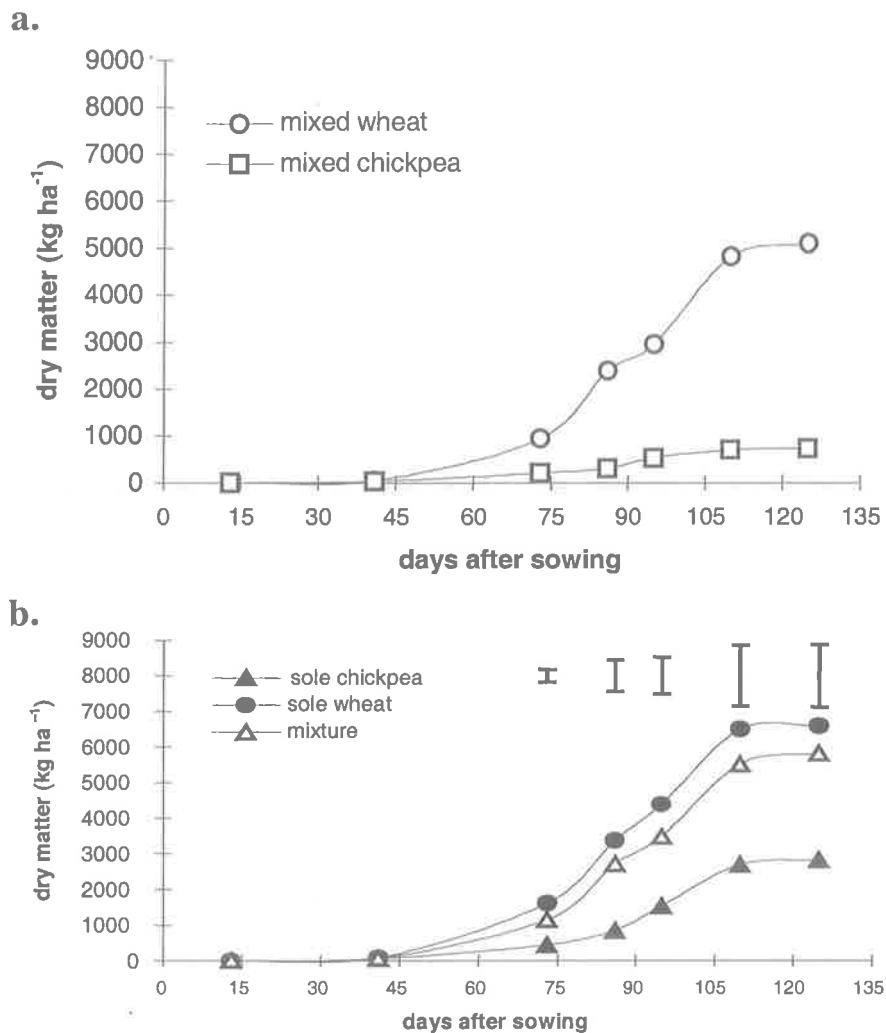 a.
9000
8000
7000
6000
5000
4000
3000
2000
1000
0
dry matter (kg ha⁻¹)
mixed wheat
mixed chickpea
0 15 30 45 60 75 90 105 120 135
days after sowing
b.
9000
8000
7000
6000
5000
4000
3000
2000
1000
0
dry matter (kg ha⁻¹)
sole chickpea
sole wheat
mixture
0 15 30 45 60 75 90 105 120 135
days after sowing